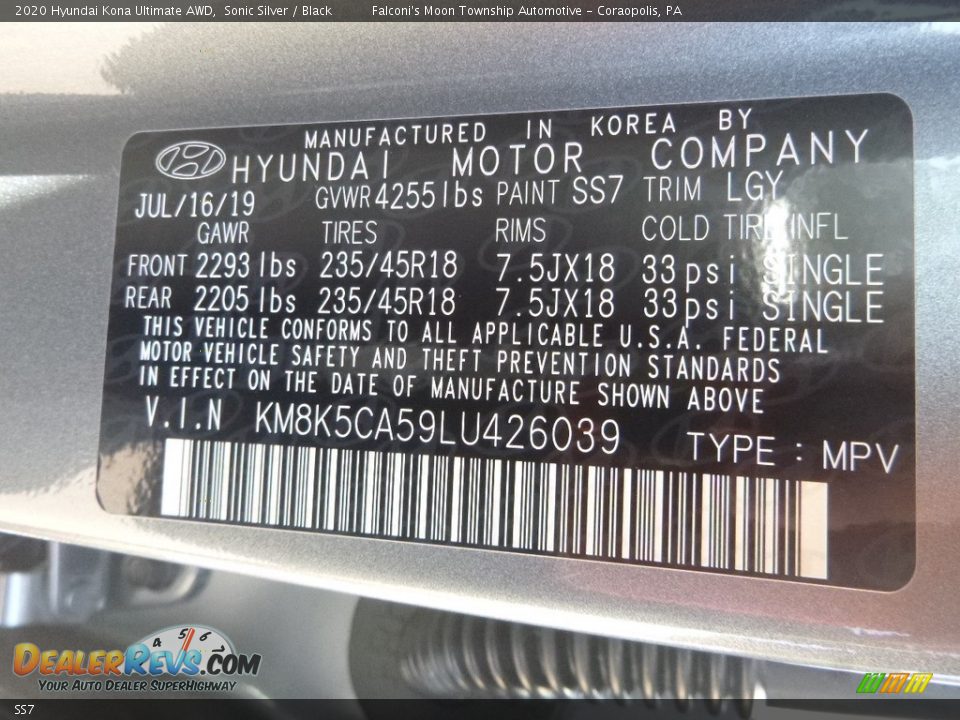 2020 Hyundai Kona Ultimate AWD, Sonic Silver / Black Falconi's Moon Township Automotive - Coraopolis, PA
MANUFACTURED IN KOREA BY
HYUNDAI MOTOR COMPANY
JUL/16/19 GVWR 4255 lbs PAINT SS7 TRIM LGY
GAWR TIRES RIMS COLD TIRE INFL
FRONT 2293 lbs 235/45R18 7.5JX18 33 psi SINGLE
REAR 2205 lbs 235/45R18 7.5JX18 33 psi SINGLE
THIS VEHICLE CONFORMS TO ALL APPLICABLE U.S.A. FEDERAL
MOTOR VEHICLE SAFETY AND THEFT PREVENTION STANDARDS
IN EFFECT ON THE DATE OF MANUFACTURE SHOWN ABOVE
V.I.N KM8K5CA59LU426039 TYPE : MPV
4 5 6
DEALERREVS.COM
YOUR AUTO DEALER SUPERHIGHWAY
SS7